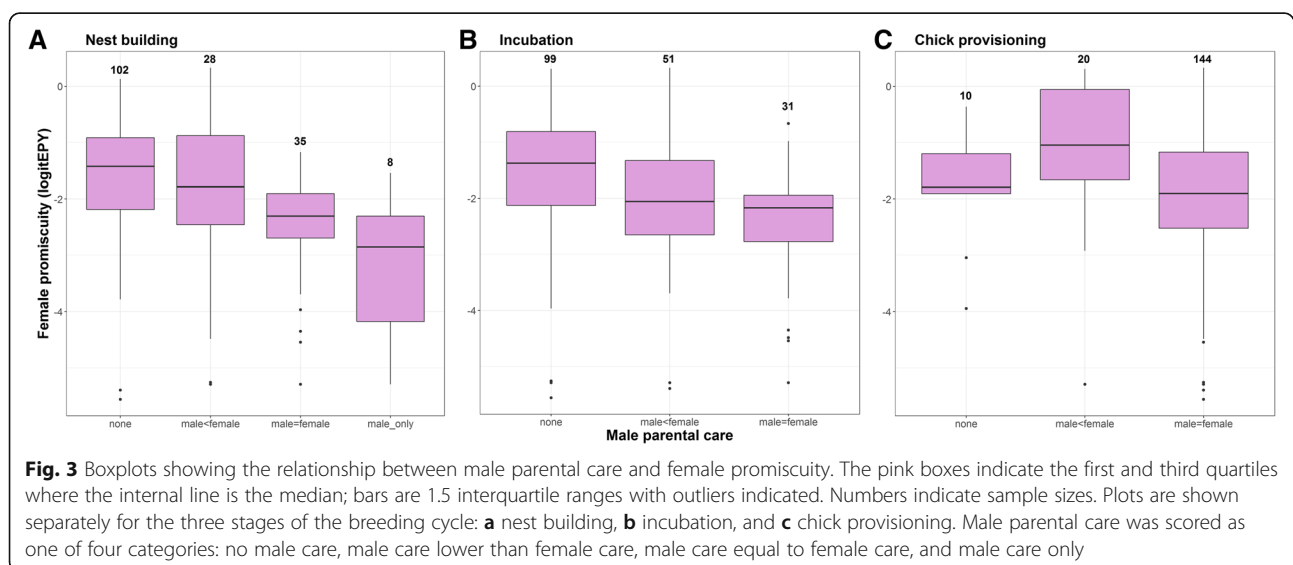 A Nest building
B Incubation
C Chick provisioning
Female promiscuity (logitEPY)
0
-2
-4
102
28
35
8
none
male<female
male=female
male_only
0
-2
-4
99
51
31
none
male<female
male=female
0
-2
-4
10
20
144
none
male<female
male=female
Male parental care
Fig. 3 Boxplots showing the relationship between male parental care and female promiscuity. The pink boxes indicate the first and third quartiles
where the internal line is the median; bars are 1.5 interquartile ranges with outliers indicated. Numbers indicate sample sizes. Plots are shown
separately for the three stages of the breeding cycle: a nest building, b incubation, and c chick provisioning. Male parental care was scored as
one of four categories: no male care, male care lower than female care, male care equal to female care, and male care only